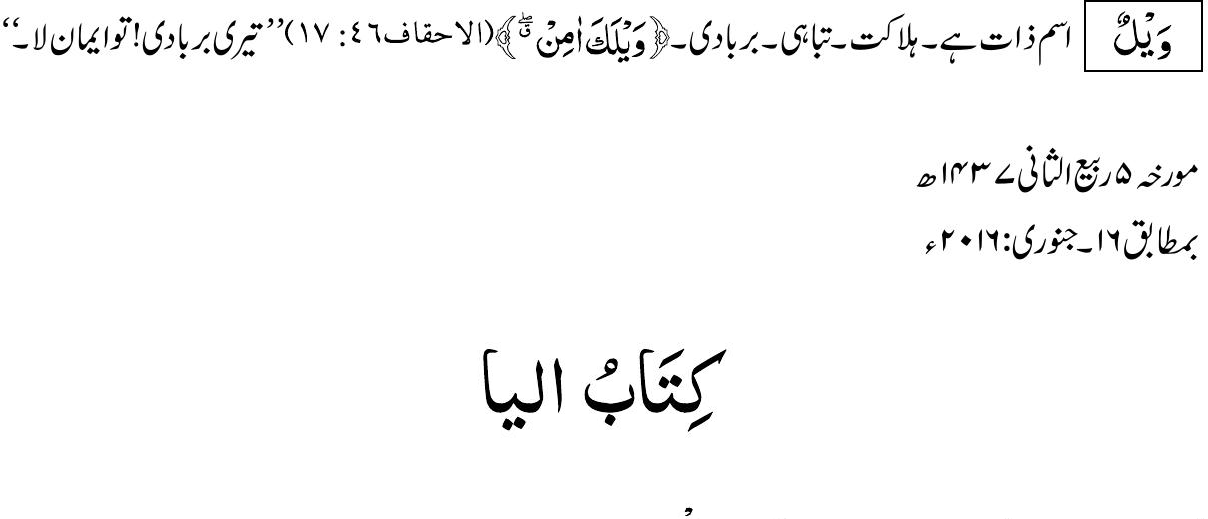 وَيْلٌ اسم ذات ہے۔ ہلاکت۔ تباہی۔ بربادی۔ ﴿وَيْلَكَ اٰمِنْ ۖق﴾ (الاحقاف ٤٦: ١٧) ’’تیری بربادی! تو ایمان لا۔‘‘
مورخہ ۵ ربیع الثانی ۱۴۳۷ھ
بمطابق ۱۶۔ جنوری: ۲۰۱۶ء
كِتَابُ اليا